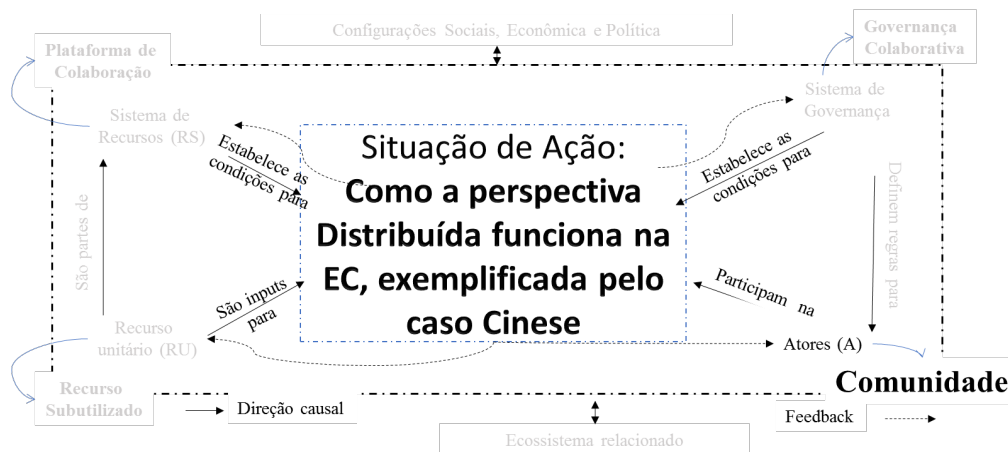 Configurações Sociais, Econômica e Política
Governança
Colaborativa
Plataforma de
Colaboração
Sistema de
Recursos (RS)
Sistema de
Governança
Estabelece as
condições para
Situação de Ação:
Como a perspectiva
Distribuída funciona na
EC, exemplificada pelo
caso Cinese
Estabelece as
condições para
São partes de
Definem regras para
São inputs
para
Participam na
Recurso
unitário (RU)
Atores (A)
Comunidade
Recurso
Subutilizado
Direção causal
Feedback
Ecossistema relacionado